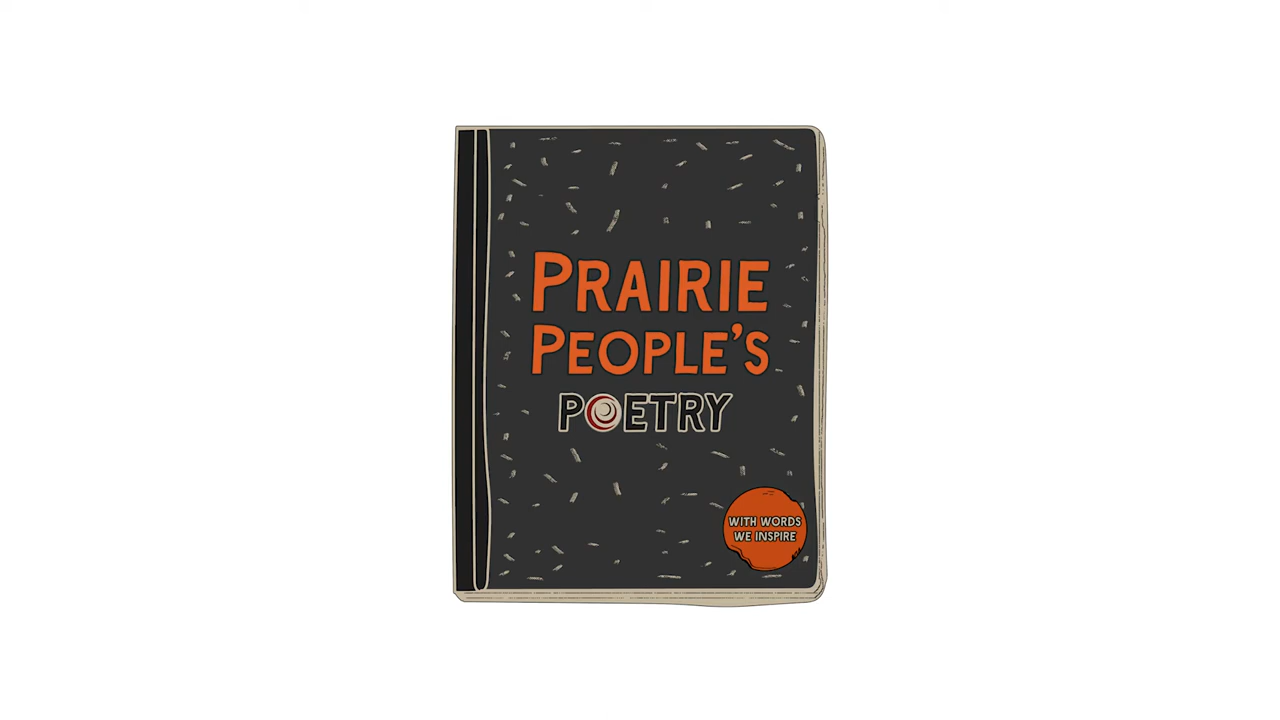 PRAIRIE
PEOPLE'S
POETRY
WITH WORDS
WE INSPIRE